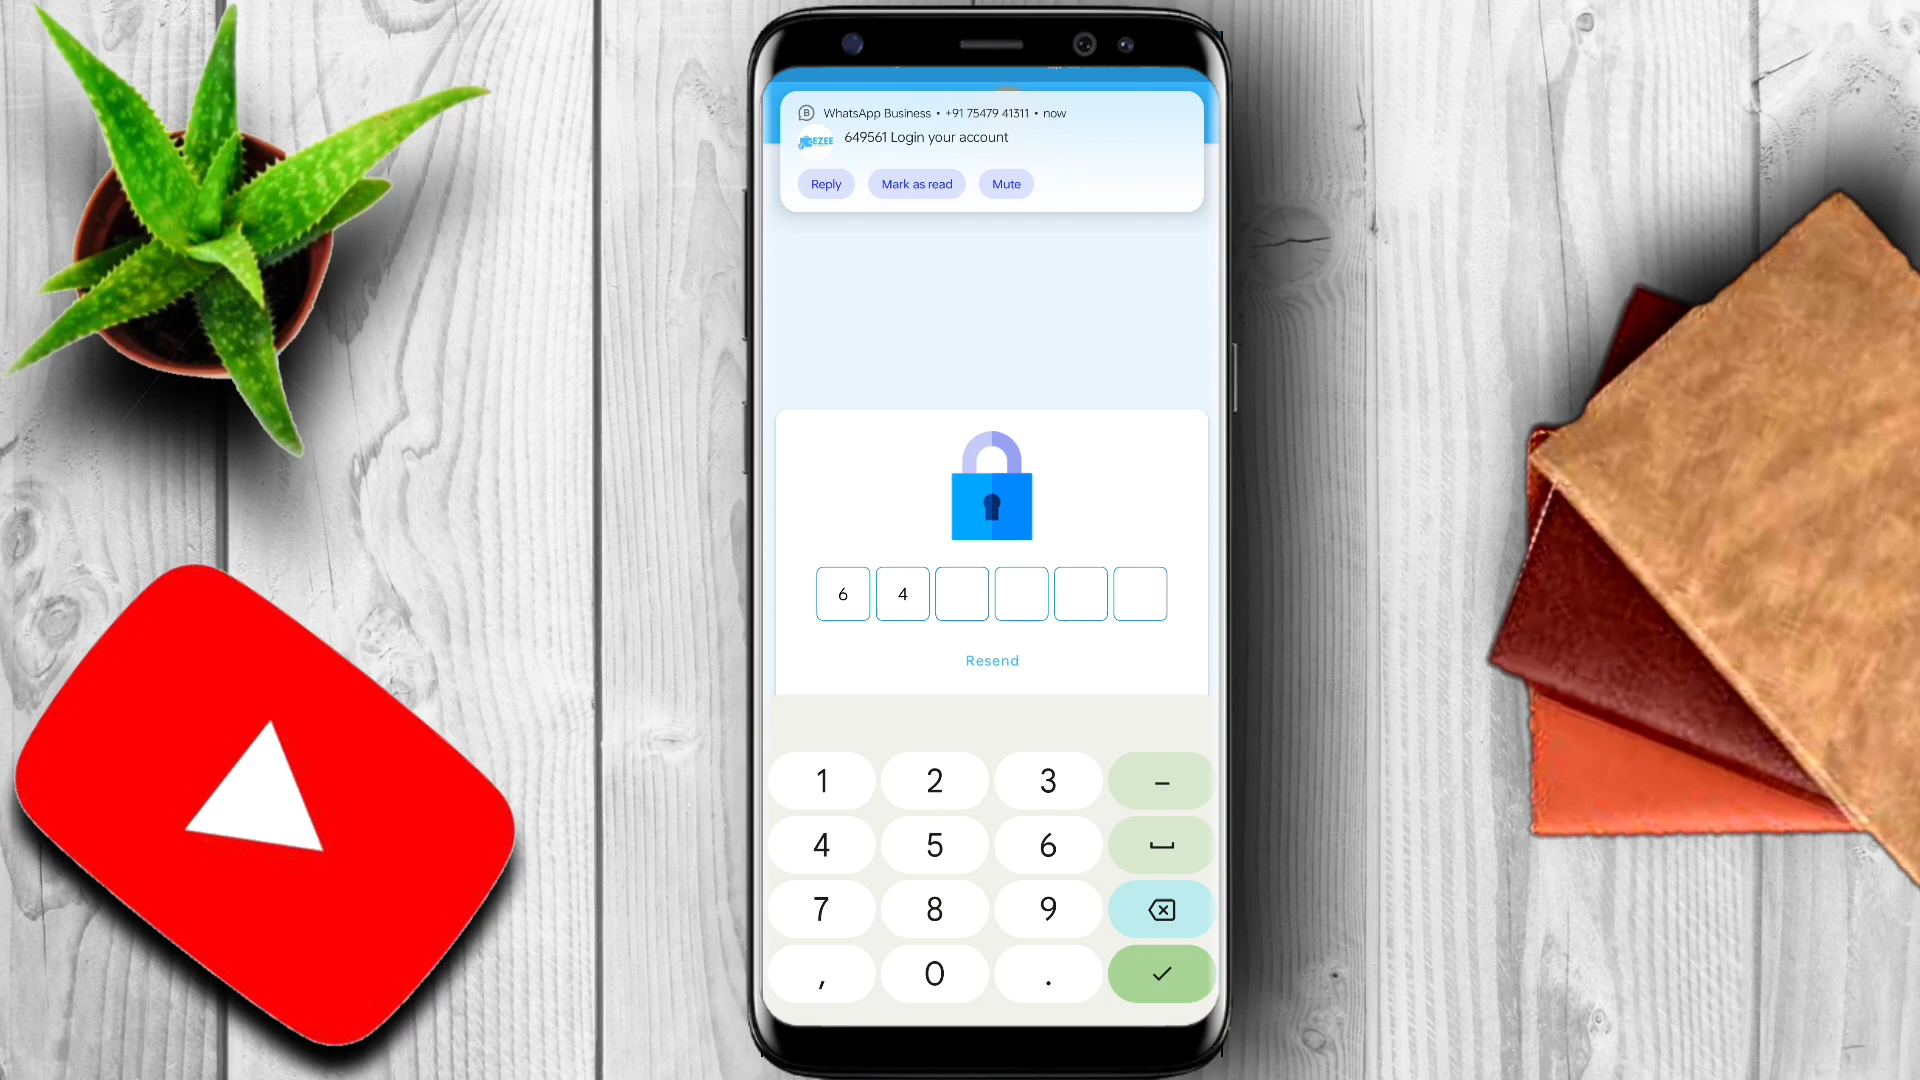 WhatsApp Business • +91 75479 41311 • now
EZEE
649561 Login your account
Reply Mark as read Mute
6 4
Resend
1 2 3 –
4 5 6
7 8 9
, 0 .